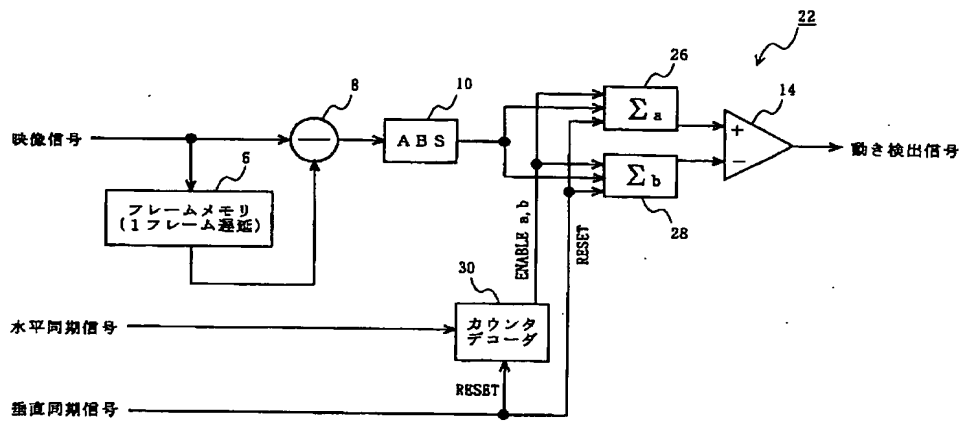 22
26
8
10
14
Σa
映像信号
−
ABS
+
−
動き検出信号
6
Σb
フレームメモリ
(1フレーム遅延)
28
ENABLE a,b
RESET
30
水平同期信号
カウンタ
デコーダ
RESET
垂直同期信号